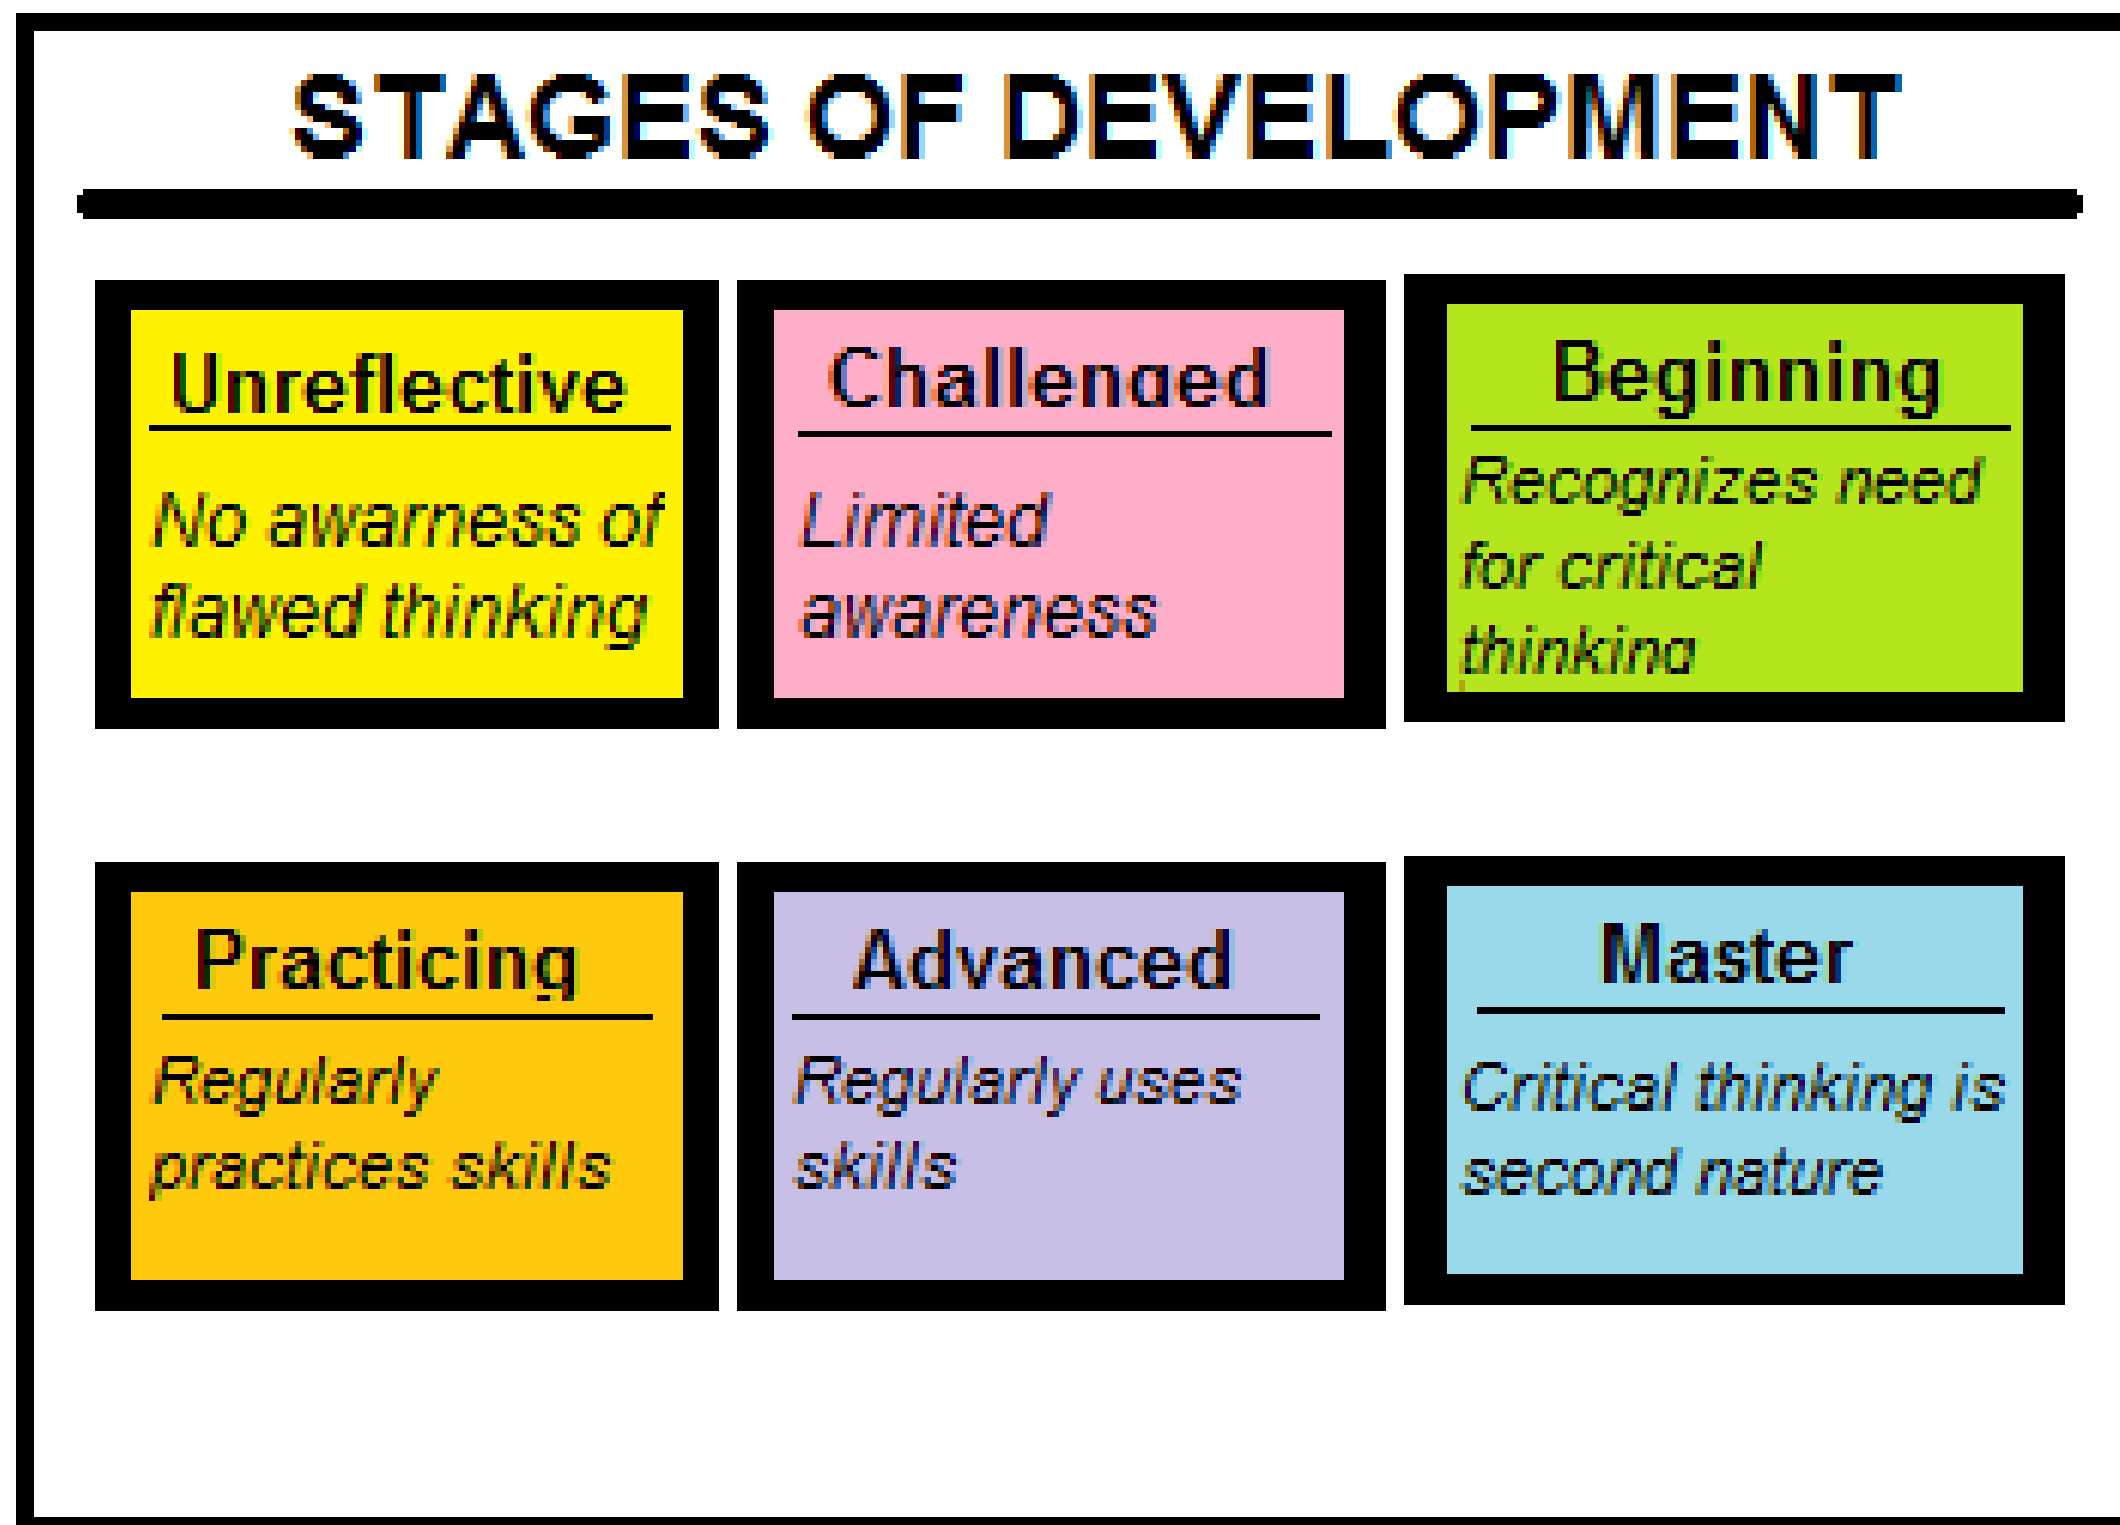 STAGES OF DEVELOPMENT
Unreflective
No awarness of
flawed thinking
Challenged
Limited
awareness
Beginning
Recognizes need
for critical
thinking
Practicing
Regularly
practices skills
Advanced
Regularly uses
skills
Master
Critical thinking is
second nature